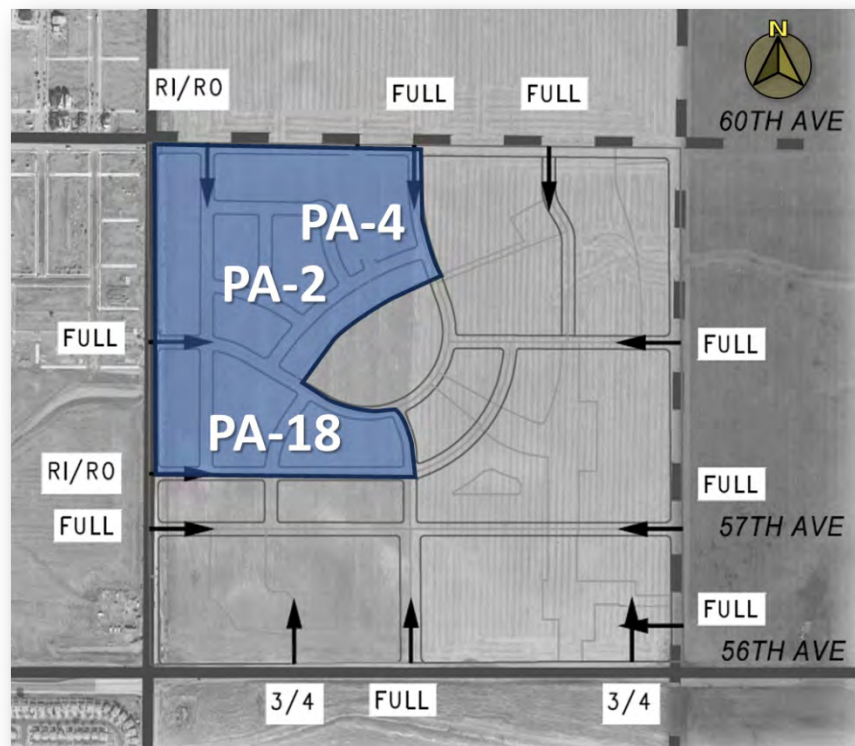 N
RI/RO
FULL
FULL
60TH AVE
PA-4
PA-2
FULL
FULL
PA-18
RI/RO
FULL
FULL
57TH AVE
FULL
56TH AVE
3/4
FULL
3/4